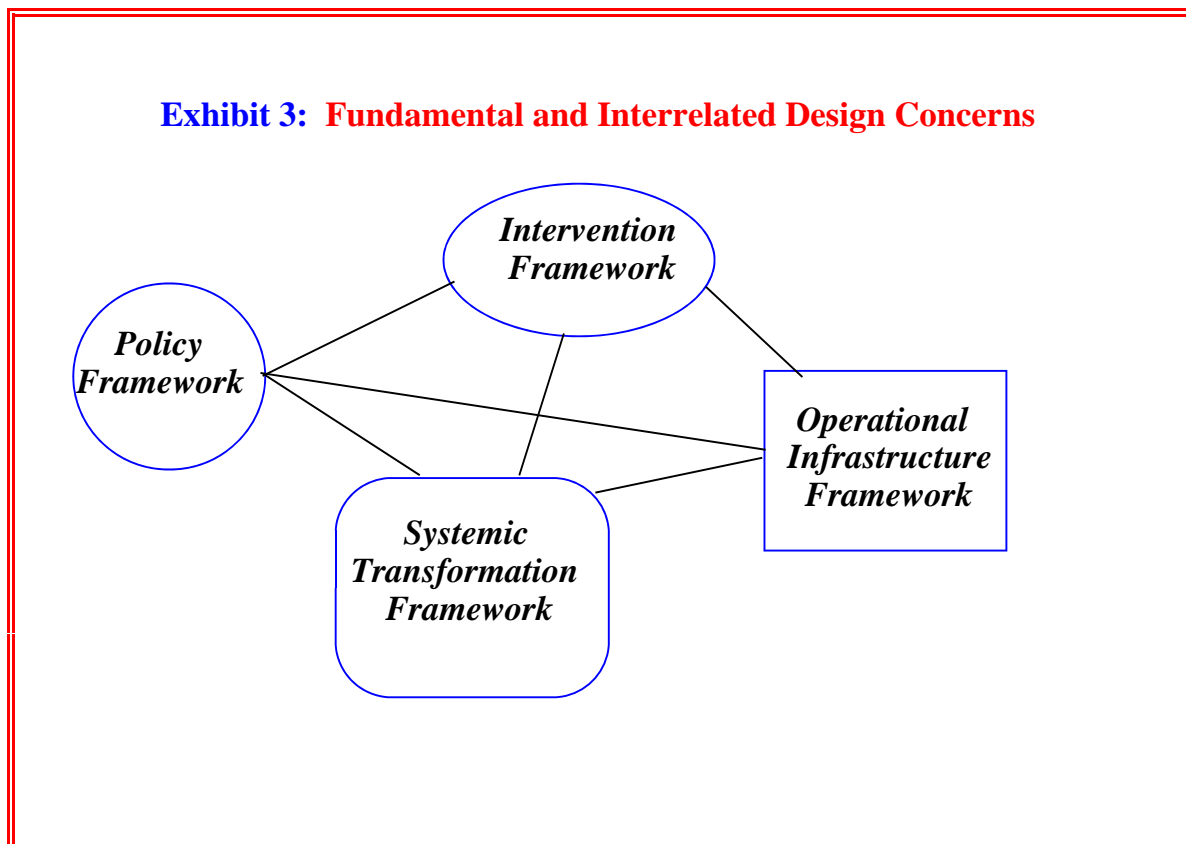 Exhibit 3: Fundamental and Interrelated Design Concerns
Intervention
Framework
Policy
Framework
Operational
Infrastructure
Framework
Systemic
Transformation
Framework